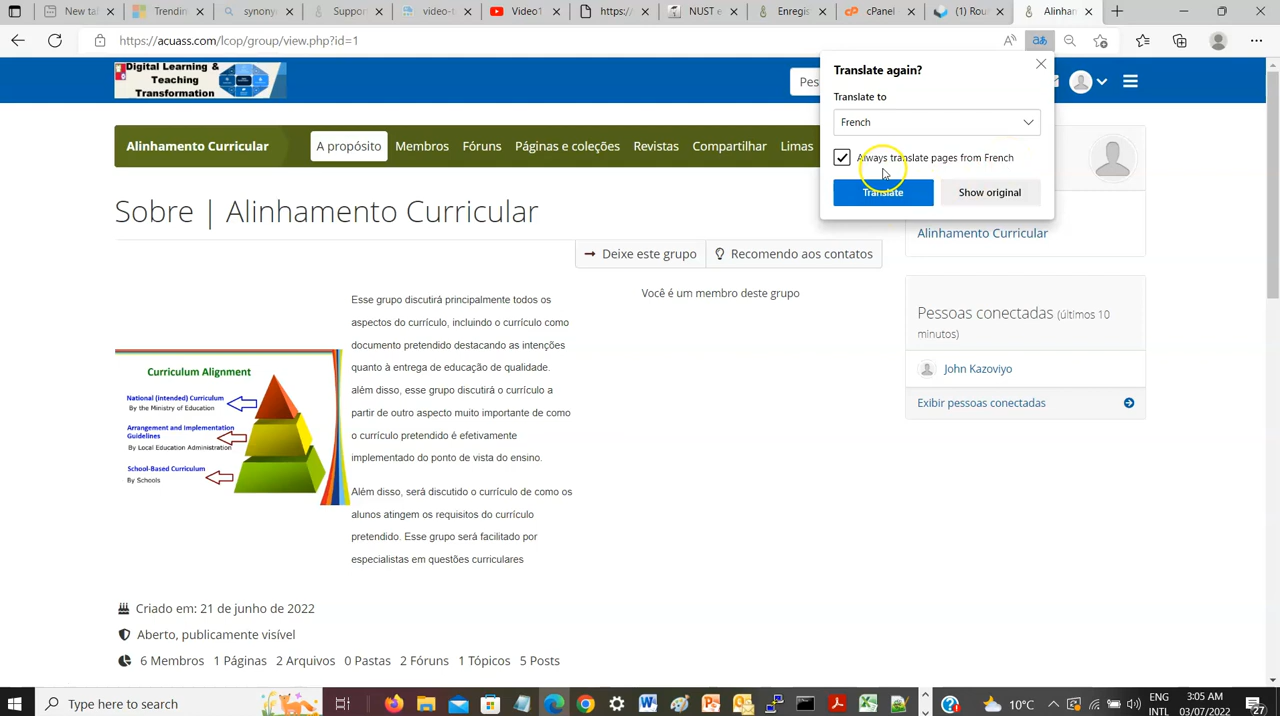 New tab
Andrin
synony
Suppor
video-t
Video1
https:/
NUST e
Enregis
French
cPanel
(1) Rou
Alinhan
https://acuass.com/lcop/group/view.php?id=1
Digital Learning &
Teaching
Transformation
Pes
Translate again?
Translate to
French
Always translate pages from French
Translate
Show original
Alinhamento Curricular
A propósito
Membros
Fóruns
Páginas e coleções
Revistas
Compartilhar
Limas
Sobre | Alinhamento Curricular
Deixe este grupo
Recomendo aos contatos
Você é um membro deste grupo
Esse grupo discutirá principalmente todos os
aspectos do currículo, incluindo o currículo como
documento pretendido destacando as intenções
quanto à entrega de educação de qualidade.
além disso, esse grupo discutirá o currículo a
partir de outro aspecto muito importante de como
o currículo pretendido é efetivamente
implementado do ponto de vista do ensino.
Além disso, será discutido o currículo de como os
alunos atingem os requisitos do currículo
pretendido. Esse grupo será facilitado por
especialistas em questões curriculares
Curriculum Alignment
National (intended) Curriculum
By the Ministry of Education
Arrangement and Implementation
Guidelines
By Local Education Administration
School-Based Curriculum
By Schools
Criado em: 21 de junho de 2022
Aberto, publicamente visível
6 Membros 1 Páginas 2 Arquivos 0 Pastas 2 Fóruns 1 Tópicos 5 Posts
Alinhamento Curricular
Pessoas conectadas (últimos 10
minutos)
John Kazoviyo
Exibir pessoas conectadas
Type here to search
10°C
ENG
INTL
3:05 AM
03/07/2022
27